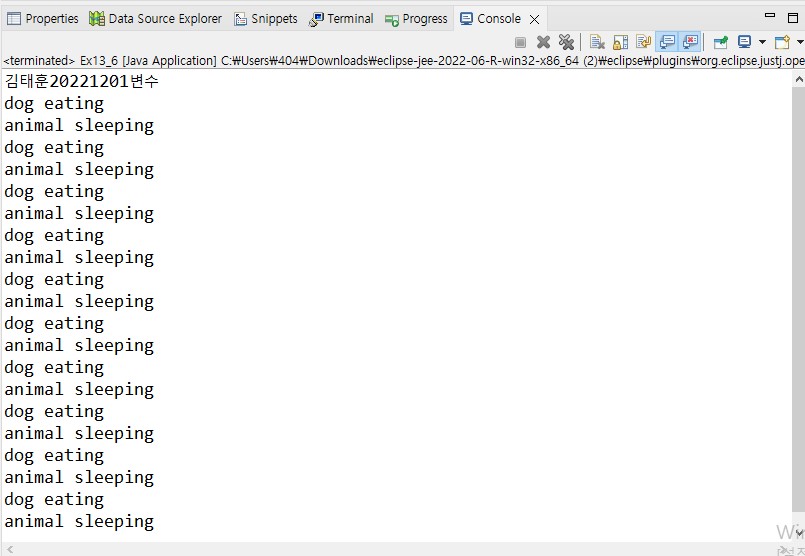 Properties Data Source Explorer Snippets Terminal Progress Console
<terminated> Ex13_6 [Java Application] C:₩Users₩404₩Downloads₩eclipse-jee-2022-06-R-win32-x86_64 (2)₩eclipse₩plugins₩org.eclipse.justj.ope
김태훈20221201변수
dog eating
animal sleeping
dog eating
animal sleeping
dog eating
animal sleeping
dog eating
animal sleeping
dog eating
animal sleeping
dog eating
animal sleeping
dog eating
animal sleeping
dog eating
animal sleeping
dog eating
animal sleeping
dog eating
animal sleeping